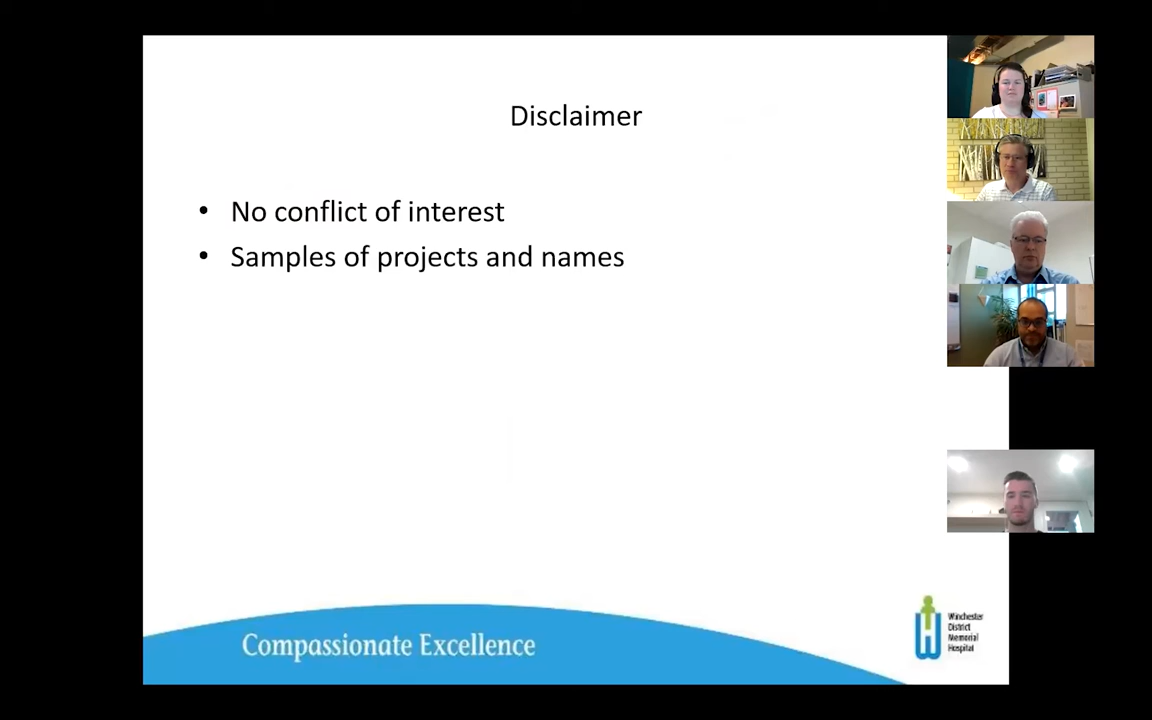 Disclaimer
• No conflict of interest
• Samples of projects and names
Compassionate Excellence
Winchester
District
Memorial
Hospital